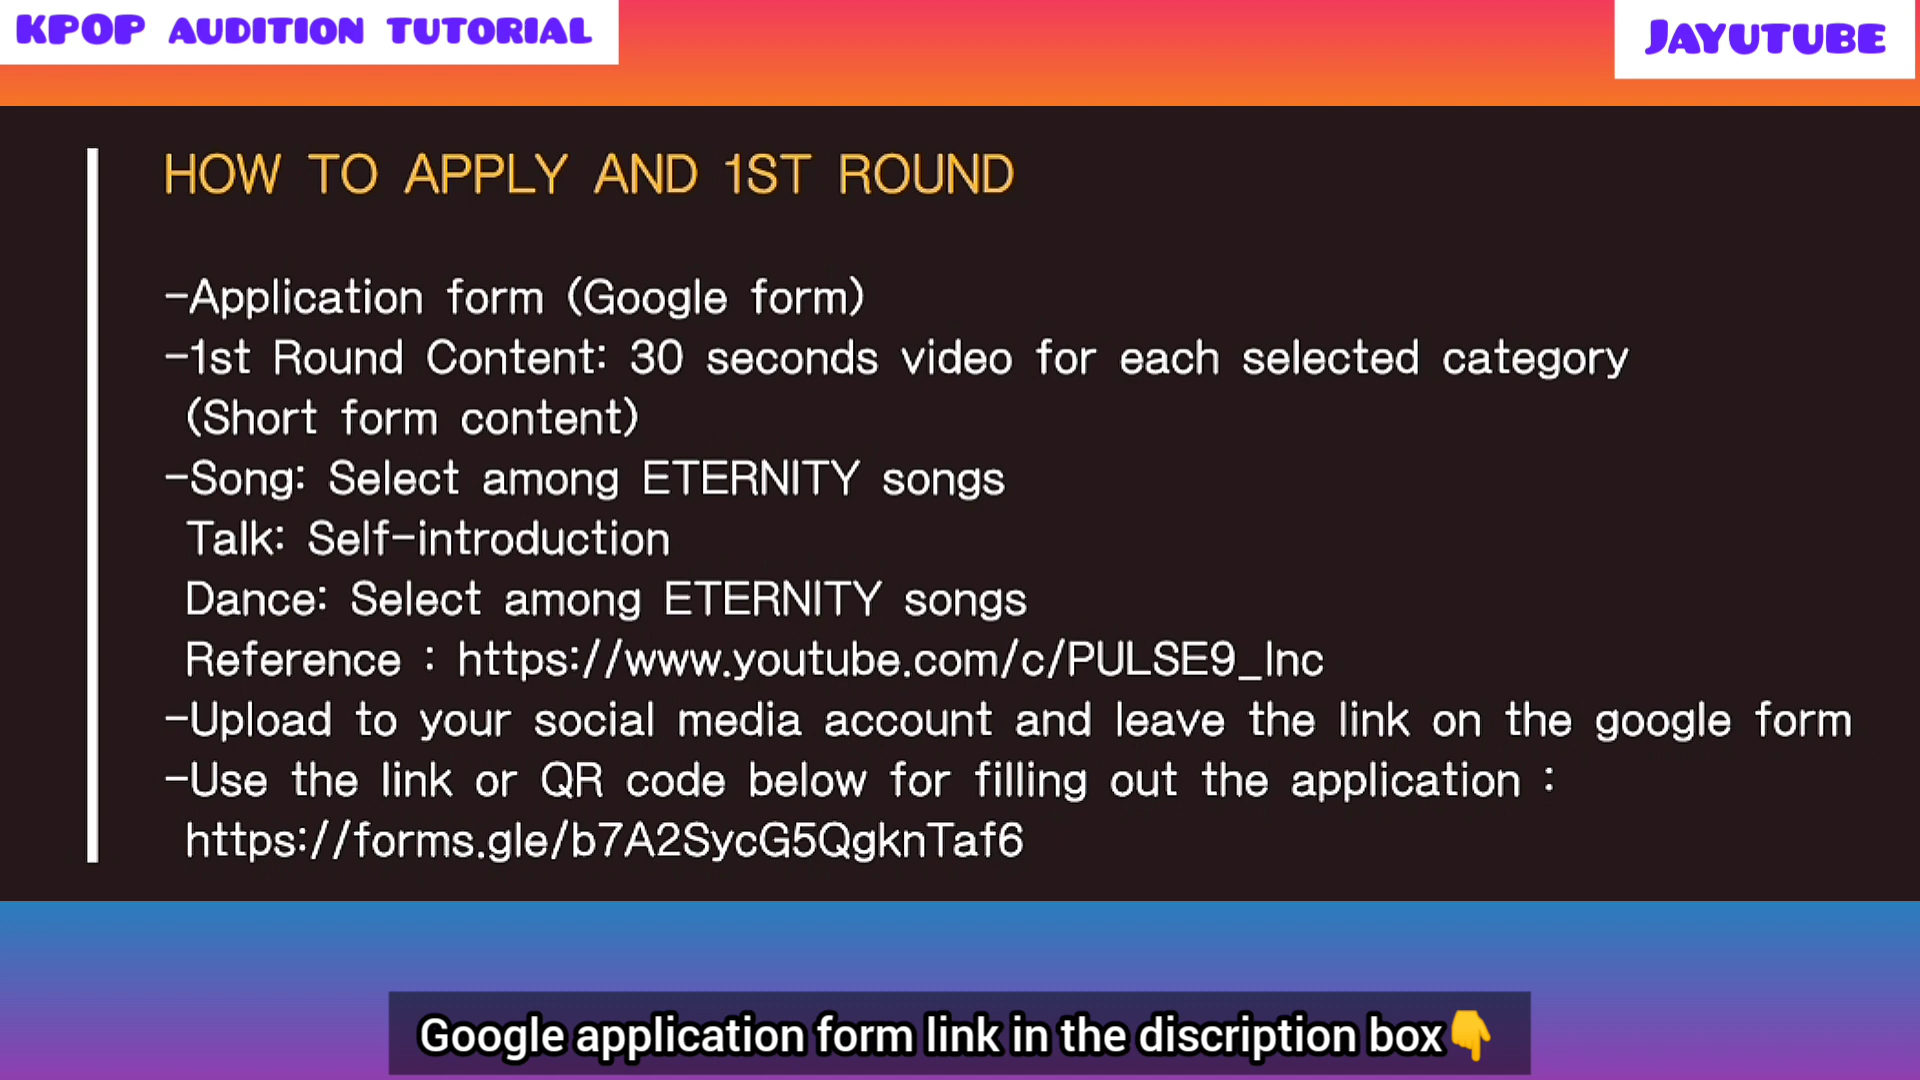 KPOP AUDITION TUTORIAL
JAYUTUBE
HOW TO APPLY AND 1ST ROUND
-Application form (Google form)
-1st Round Content: 30 seconds video for each selected category
(Short form content)
-Song: Select among ETERNITY songs
Talk: Self-introduction
Dance: Select among ETERNITY songs
Reference : https://www.youtube.com/c/PULSE9_Inc
-Upload to your social media account and leave the link on the google form
-Use the link or QR code below for filling out the application :
https://forms.gle/b7A2SycG5QgknTaf6
Google application form link in the discription box👇